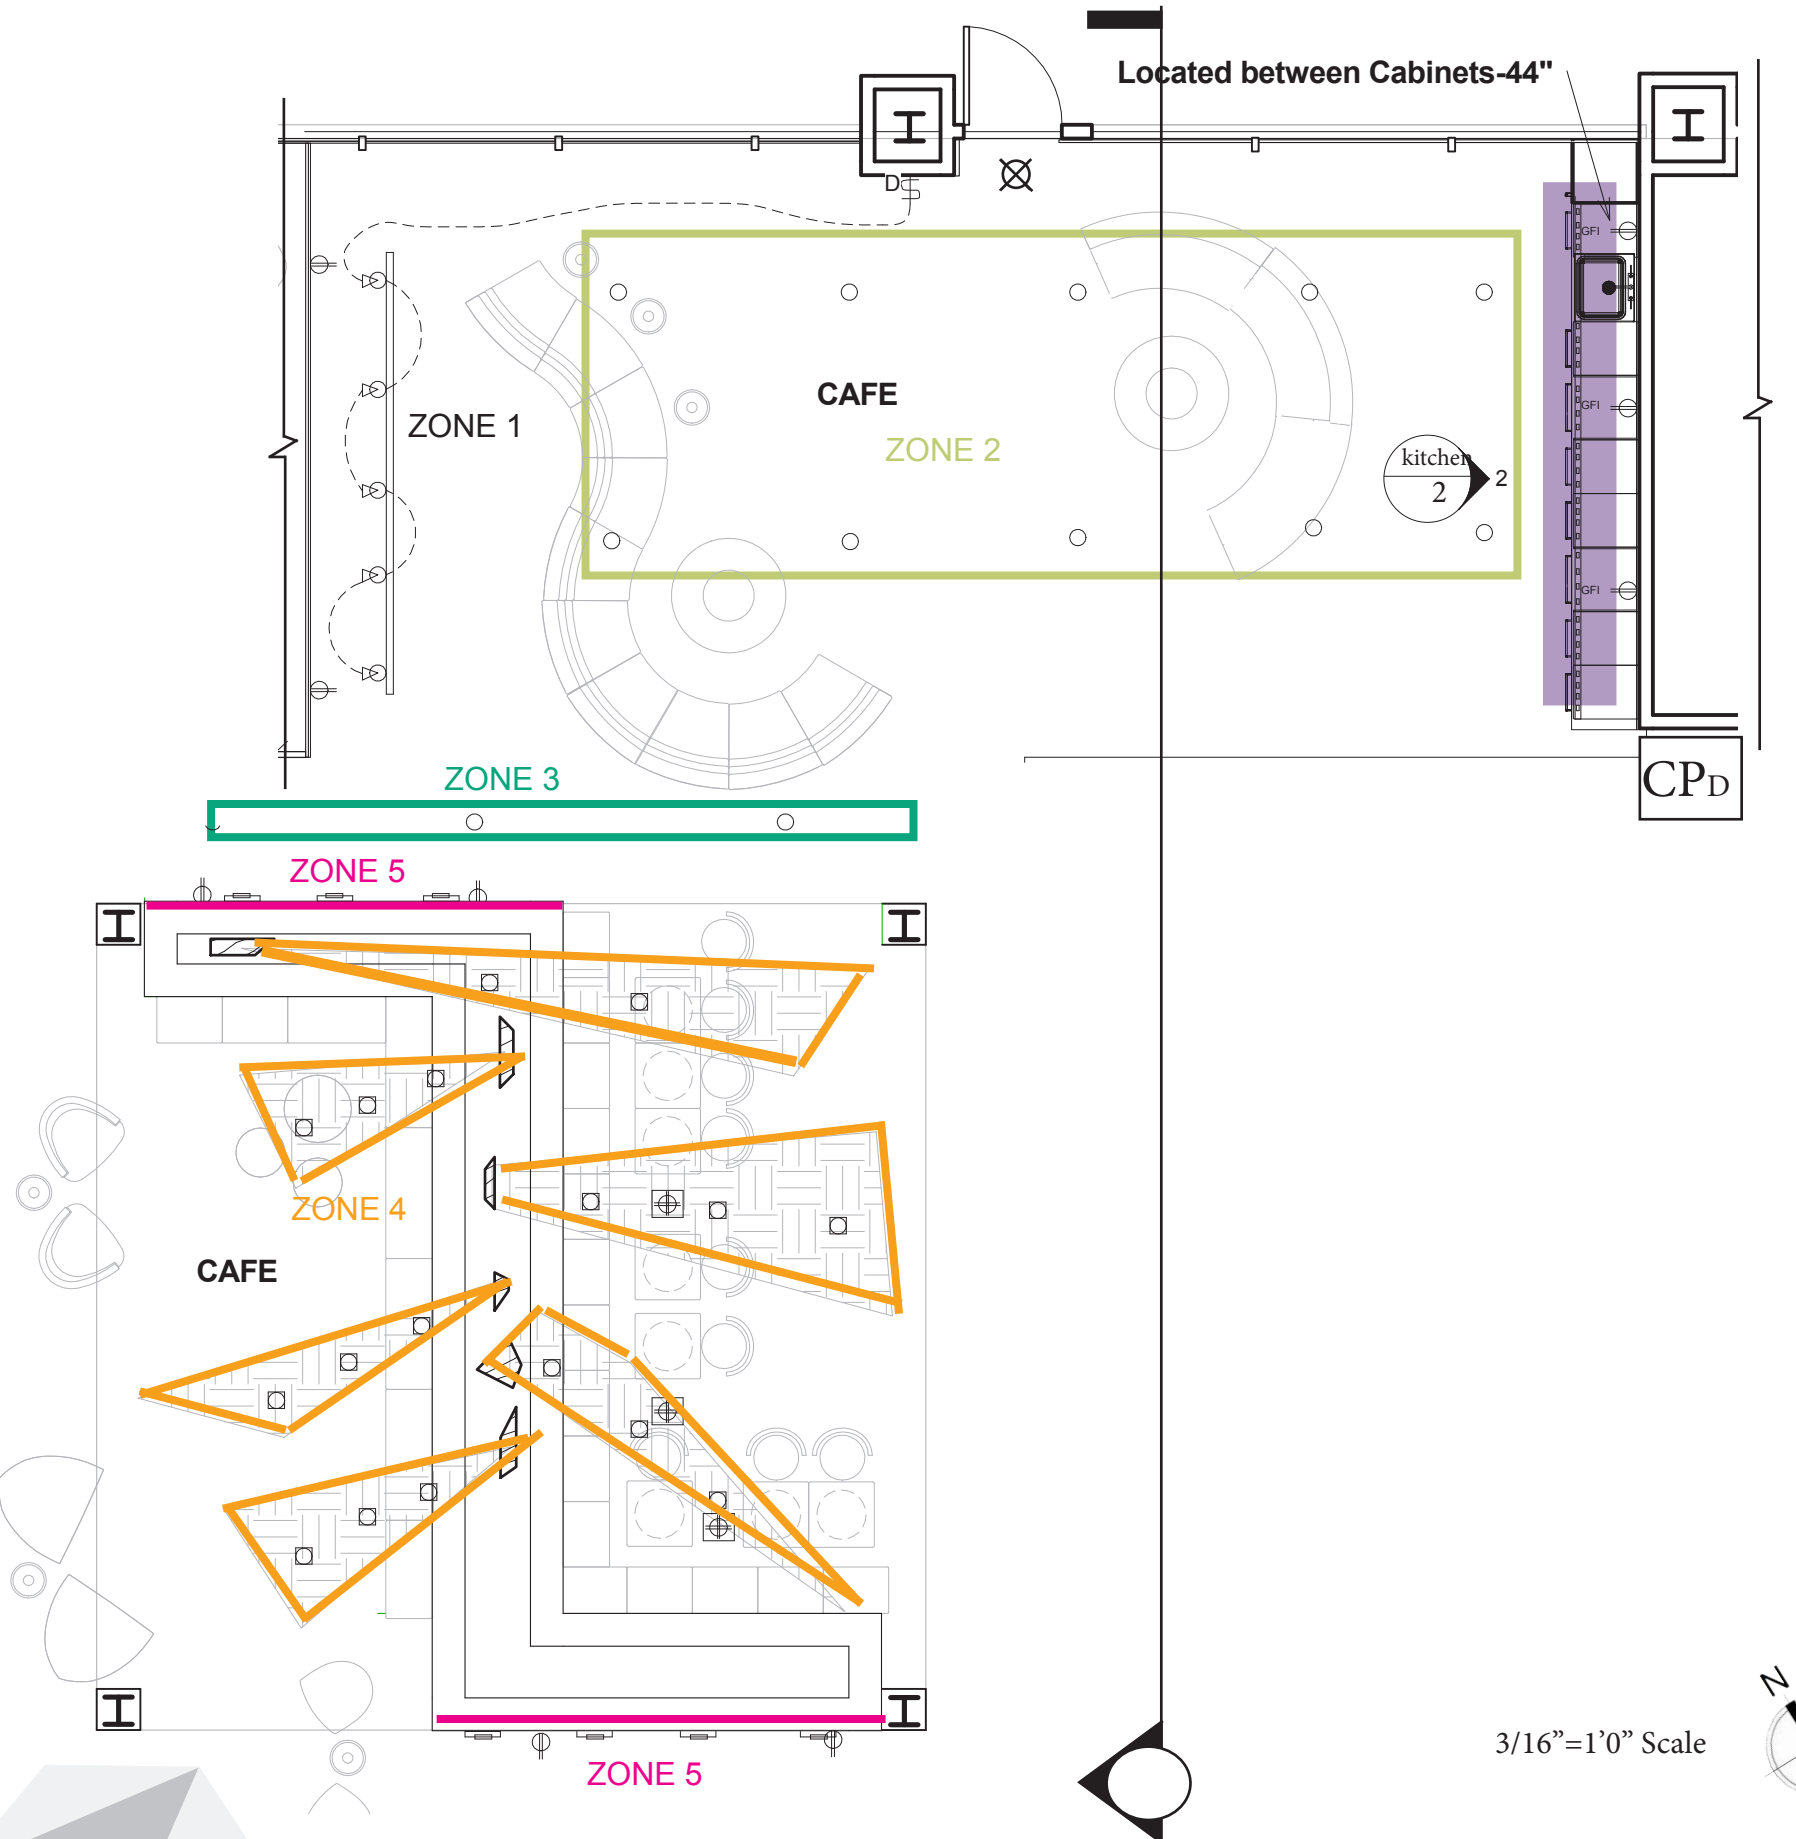 Located between Cabinets-44"
D
GFI
CAFE
ZONE 1
ZONE 2
GFI
kitchen
2
2
GFI
ZONE 3
CPD
ZONE 5
ZONE 4
CAFE
N
3/16”=1’0” Scale
ZONE 5